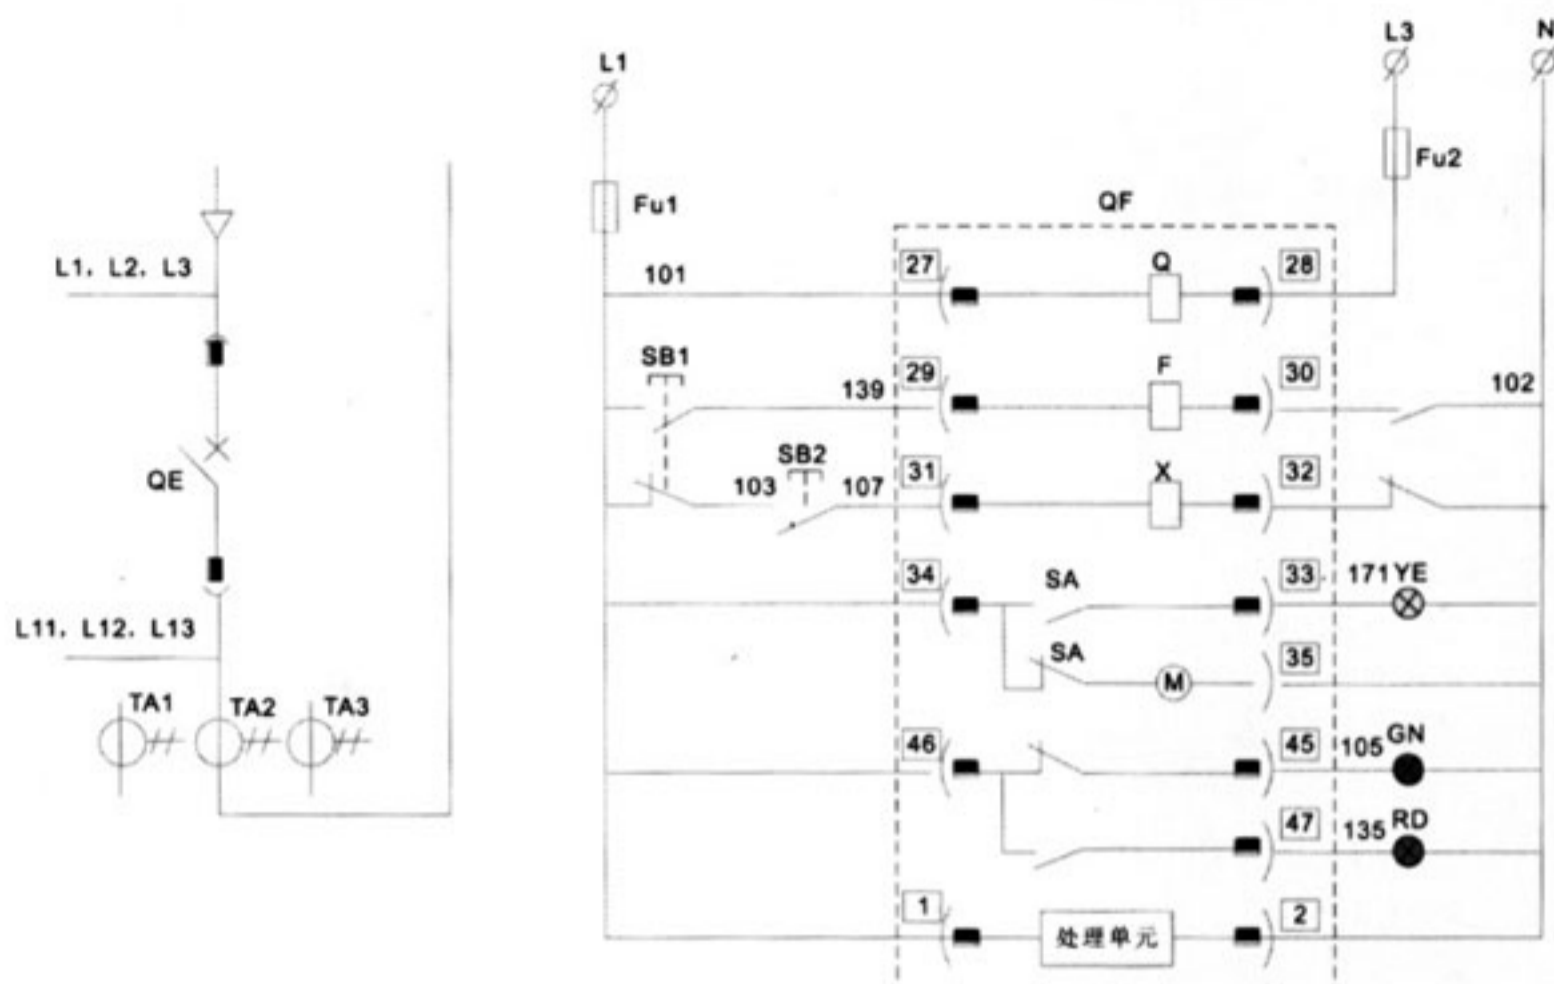 L1
L3
N
Fu1
Fu2
QF
L1, L2, L3
101
27
Q
28
SB1
139
29
F
30
102
QE
103
SB2
107
31
X
32
34
SA
33
171YE
L11, L12, L13
SA
M
35
TA1
TA2
TA3
46
45
105
GN
47
135
RD
1
处理单元
2